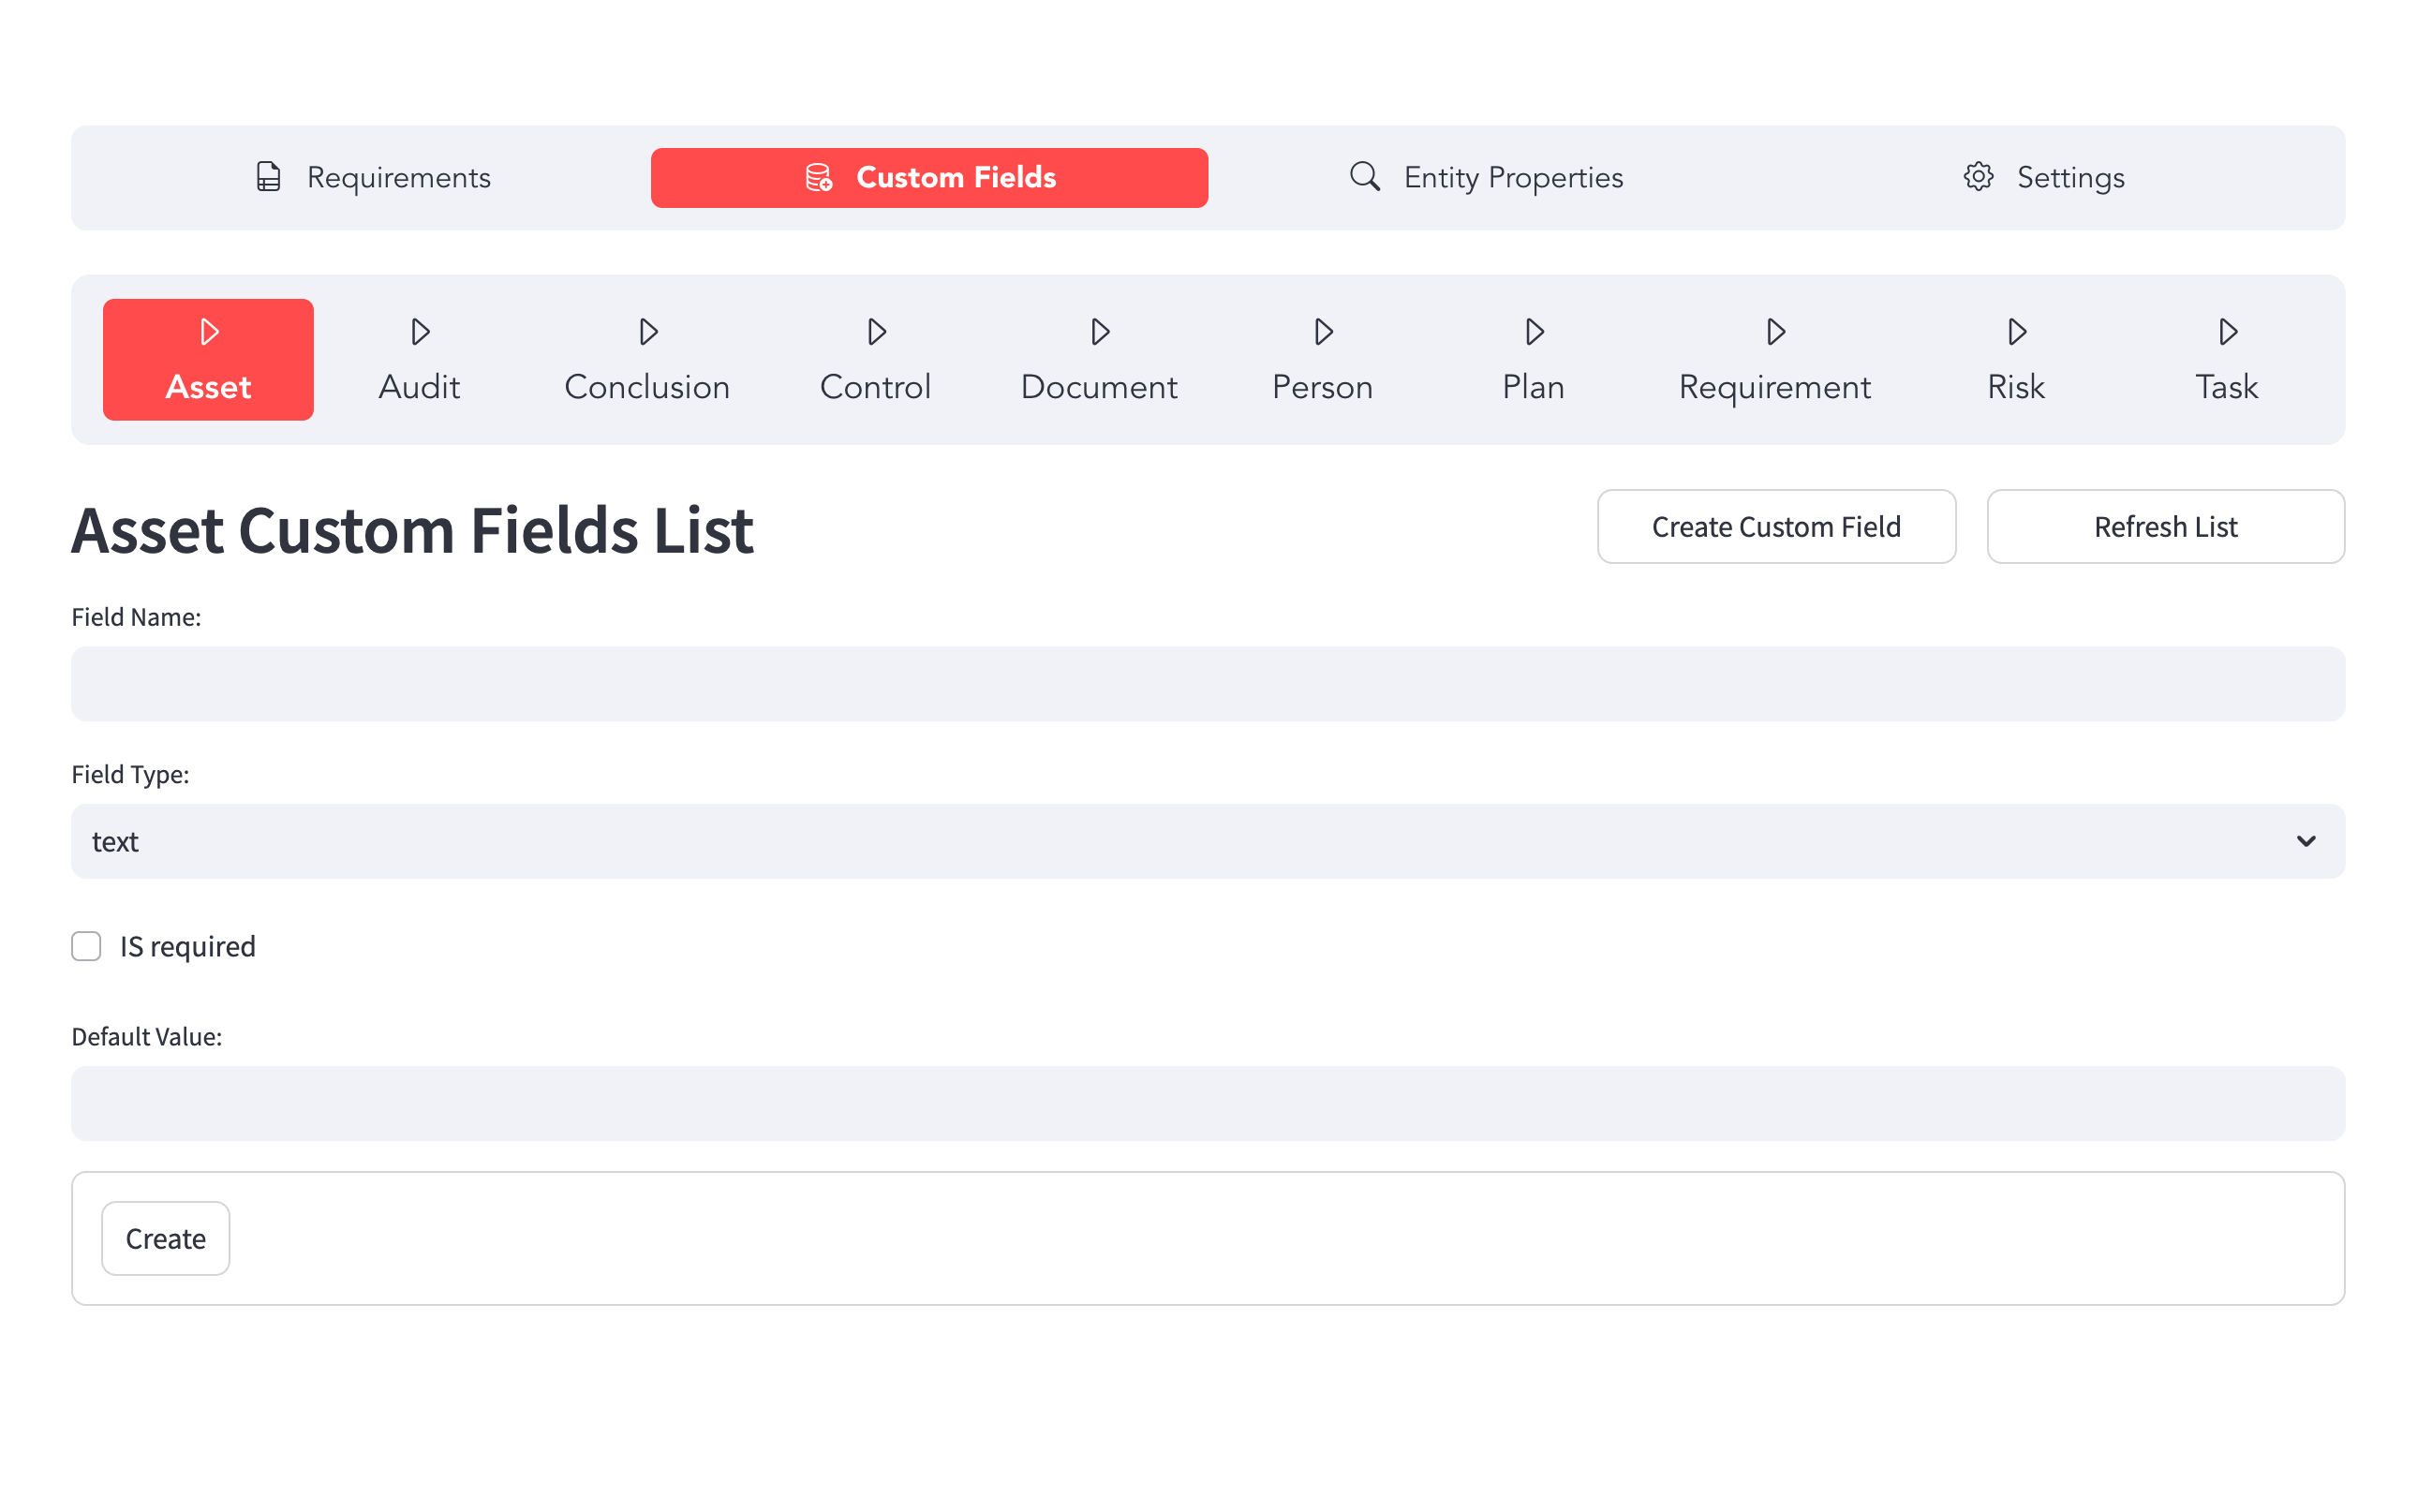 Requirements Custom Fields Entity Properties Settings
Asset Audit Conclusion Control Document Person Plan Requirement Risk Task
Asset Custom Fields List Create Custom Field Refresh List
Field Name:
Field Type:
text
IS required
Default Value:
Create